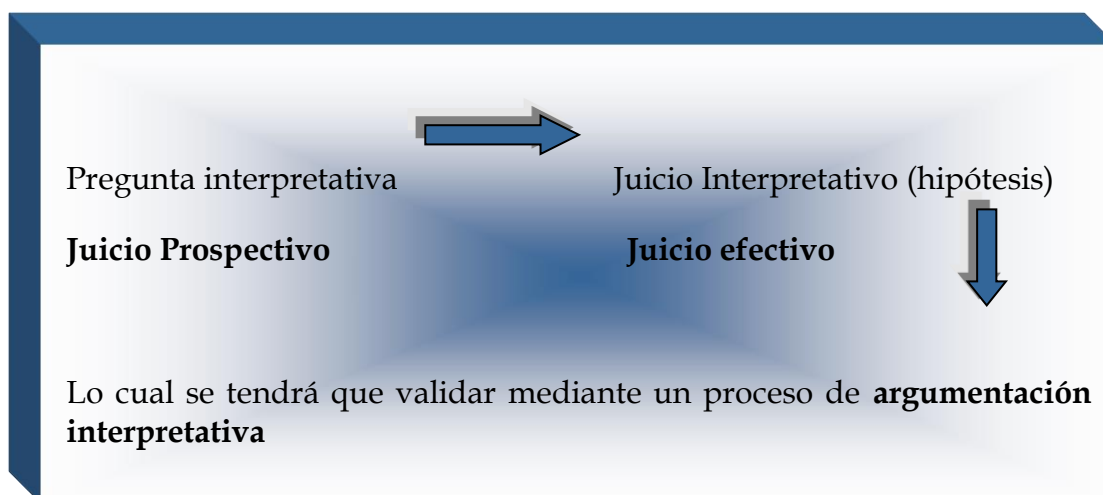 Pregunta interpretativa Juicio Interpretativo (hipótesis)
Juicio Prospectivo Juicio efectivo
Lo cual se tendrá que validar mediante un proceso de argumentación
interpretativa